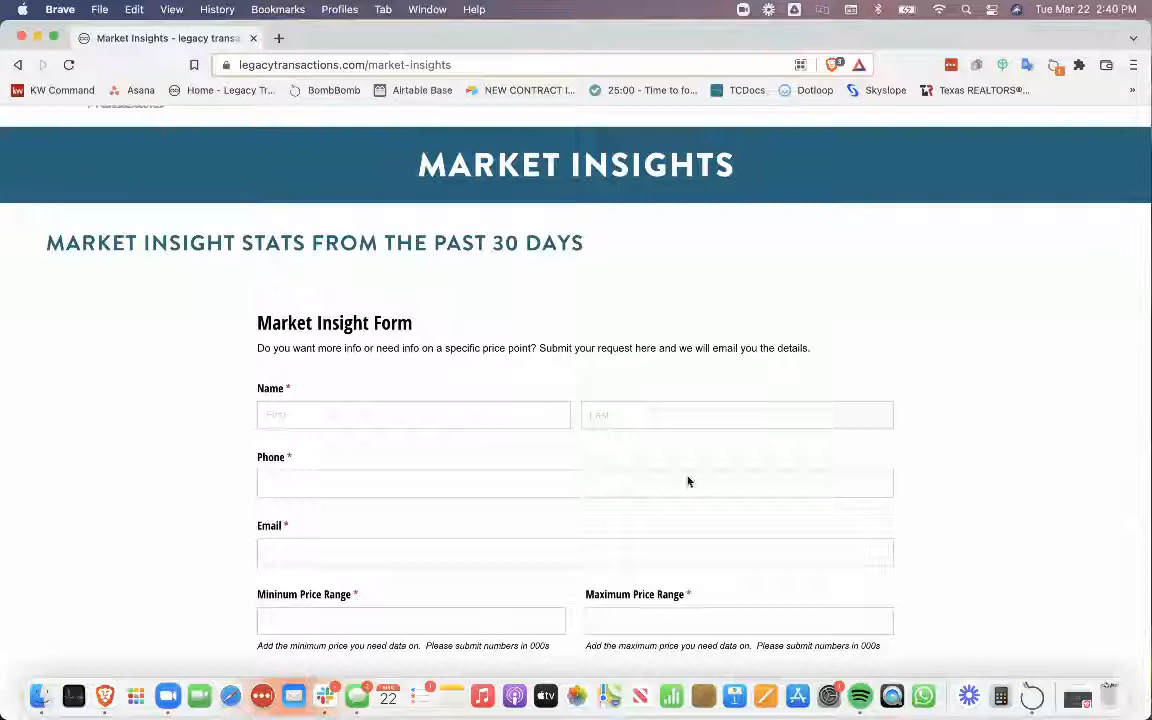 Brave File Edit View History Bookmarks Profiles Tab Window Help Tue Mar 22 2:40 PM
Market Insights - legacy transa
legacytransactions.com/market-insights
KW Command Asana Home - Legacy Tr... BombBomb Airtable Base NEW CONTRACT I... 25:00 - Time to fo... TCDocs Dotloop Skyslope Texas REALTORS®...
MARKET INSIGHTS
MARKET INSIGHT STATS FROM THE PAST 30 DAYS
Market Insight Form
Do you want more info or need info on a specific price point? Submit your request here and we will email you the details.
Name *
First Last
Phone *
Email *
Mininum Price Range * Maximum Price Range *
Add the minimum price you need data on. Please submit numbers in 000s Add the maximum price you need data on. Please submit numbers in 000s
22 tv